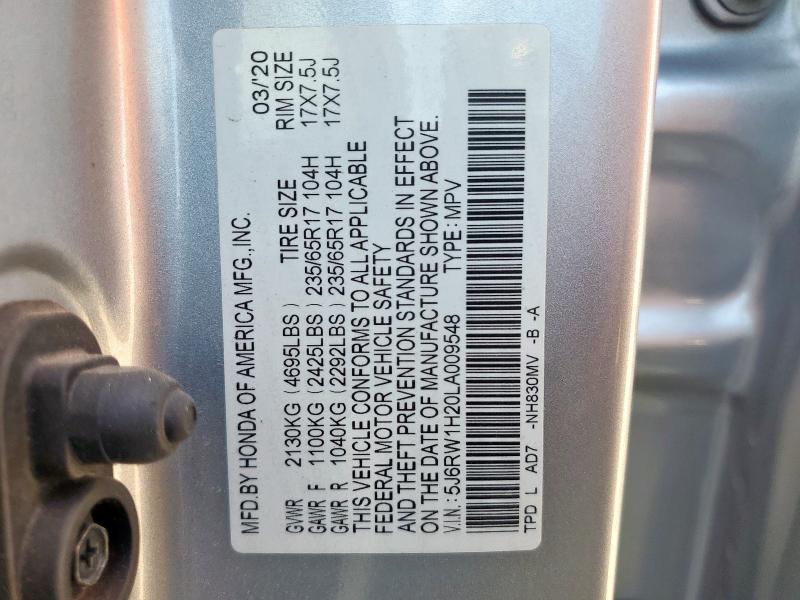 MFD.BY HONDA OF AMERICA MFG., INC. 03/'20
TIRE SIZE RIM SIZE
GVWR 2130KG (4695LBS)
GAWR F 1100KG (2425LBS) 235/65R17 104H 17X7.5J
GAWR R 1040KG (2292LBS) 235/65R17 104H 17X7.5J
THIS VEHICLE CONFORMS TO ALL APPLICABLE
FEDERAL MOTOR VEHICLE SAFETY
AND THEFT PREVENTION STANDARDS IN EFFECT
ON THE DATE OF MANUFACTURE SHOWN ABOVE.
V.I.N.: 5J6RW1H20LA009548 TYPE: MPV
TPD L AD7 -NH830MV -B -A